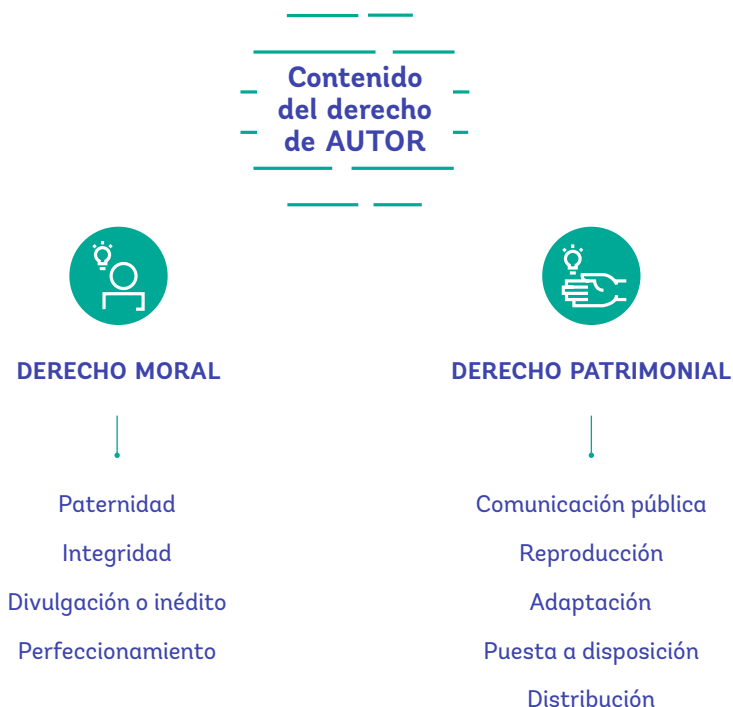 Contenido
del derecho
de AUTOR
DERECHO MORAL
Paternidad
Integridad
Divulgación o inédito
Perfeccionamiento
DERECHO PATRIMONIAL
Comunicación pública
Reproducción
Adaptación
Puesta a disposición
Distribución